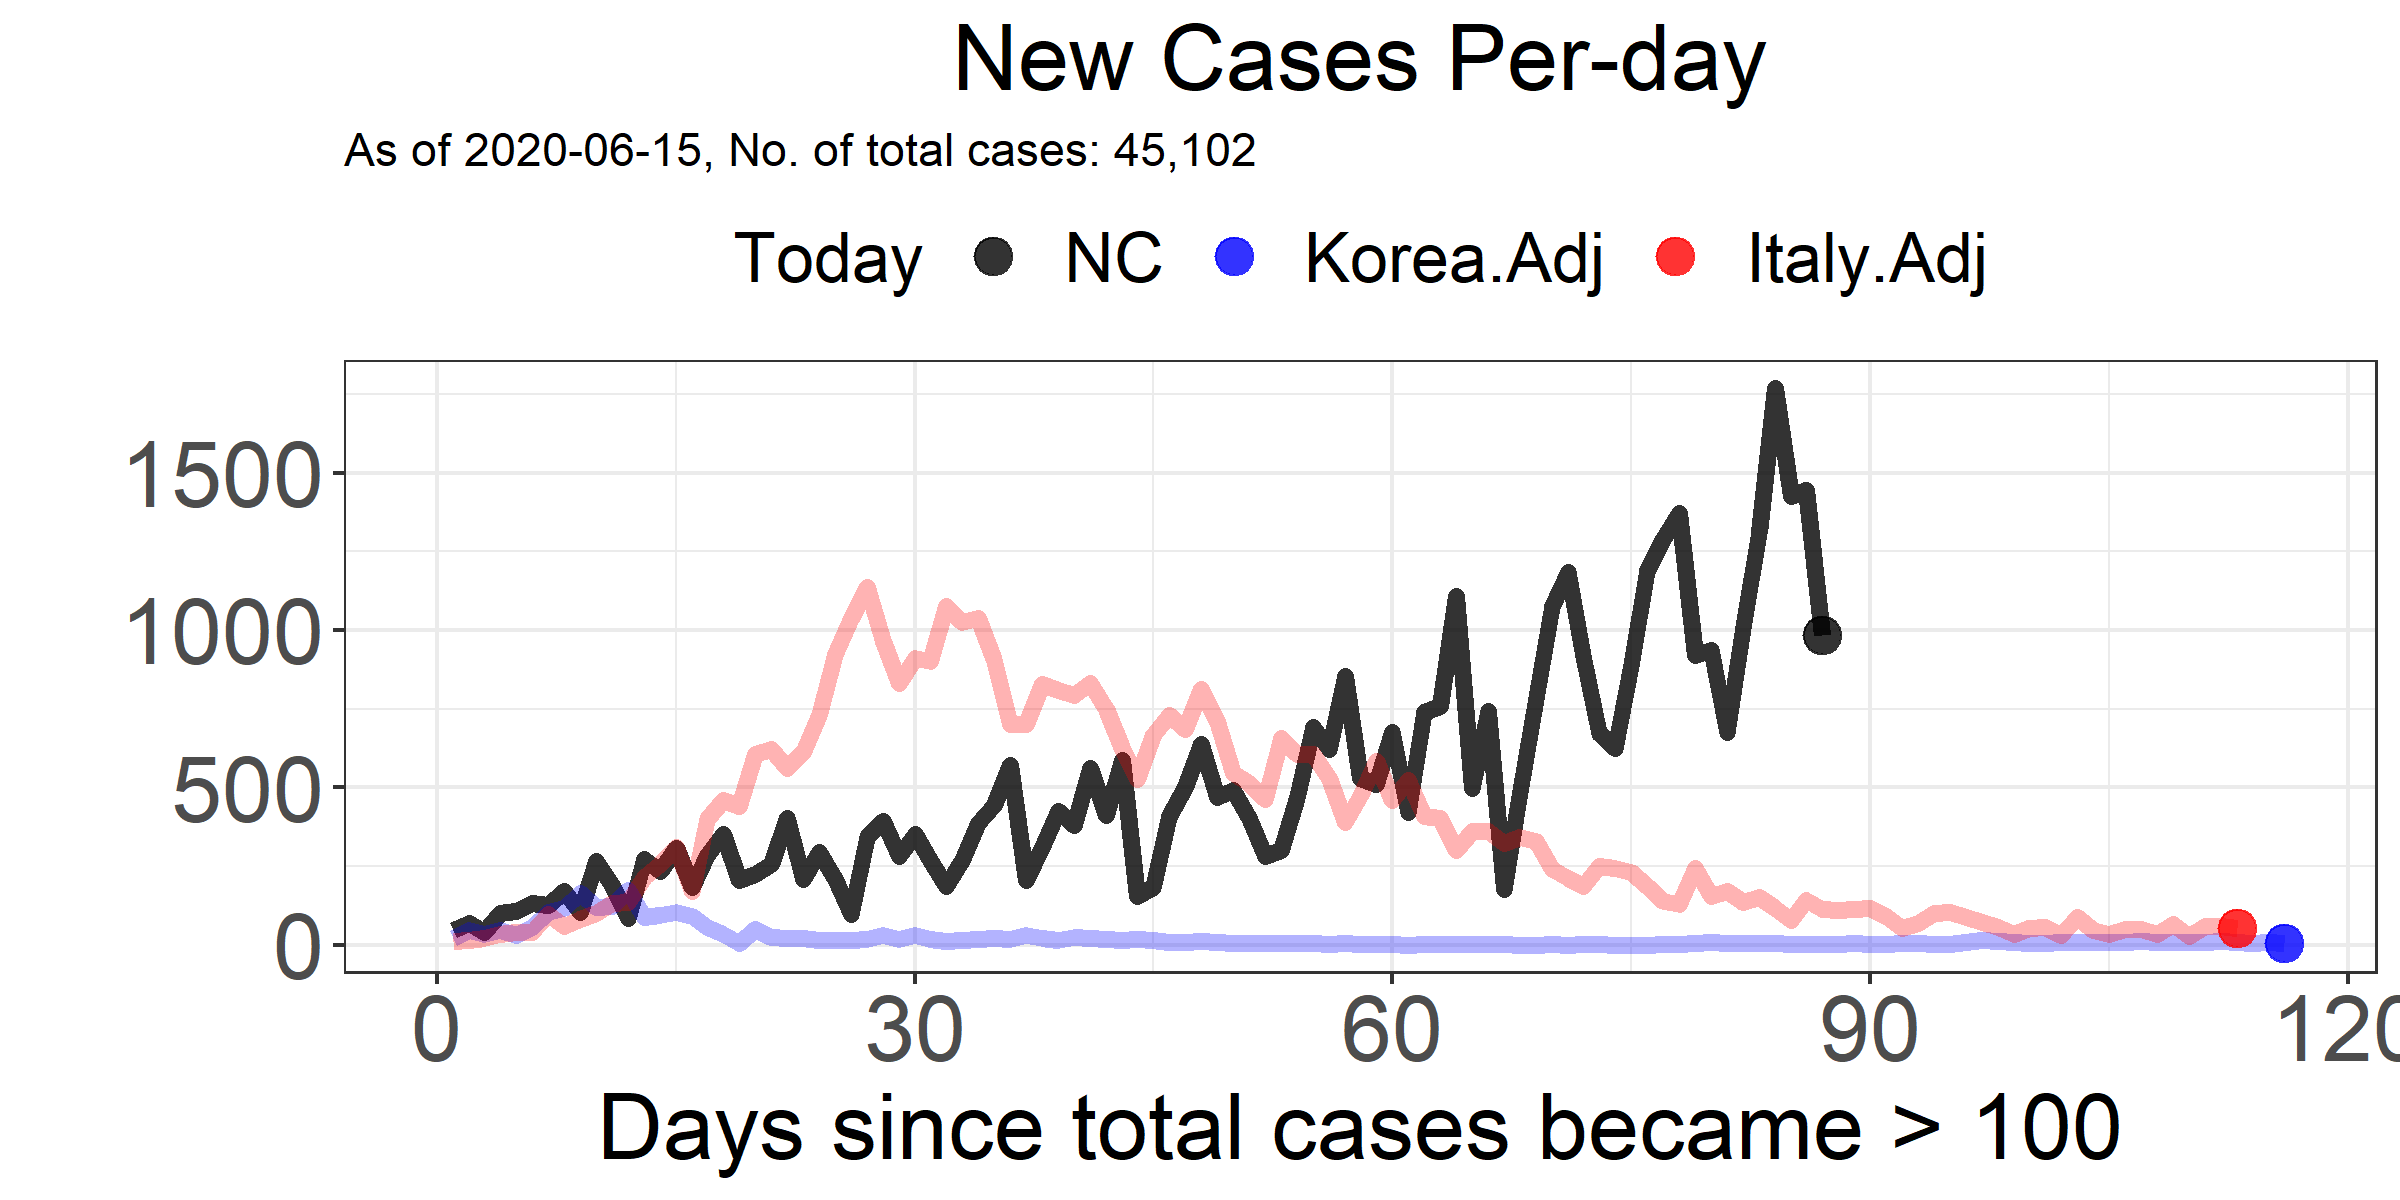 New Cases Per-day
As of 2020-06-15, No. of total cases: 45,102
Today NC Korea.Adj Italy.Adj
1500
1000
500
0
0 30 60 90 120
Days since total cases became > 100